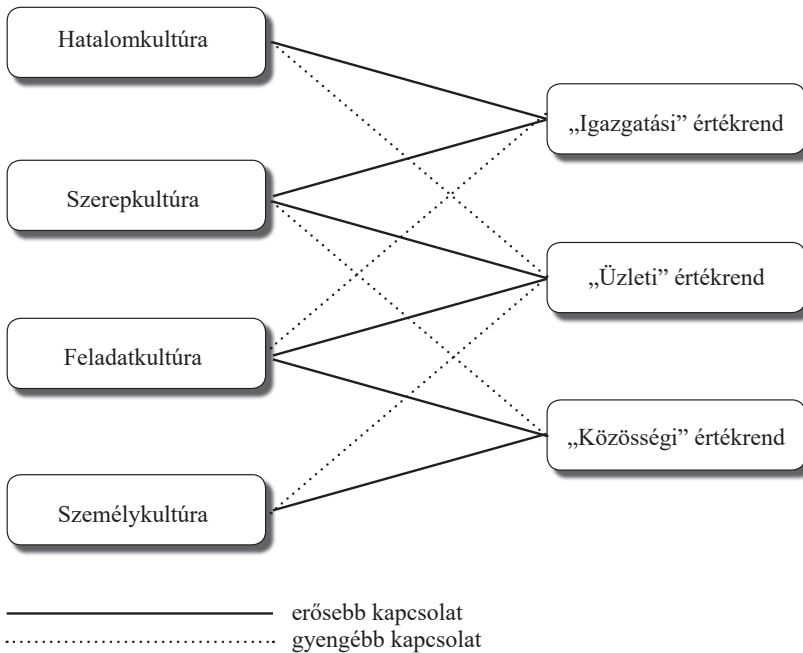 Hatalomkultúra
„Igazgatási” értékrend
Szerepkultúra
„Üzleti” értékrend
Feladatkultúra
„Közösségi” értékrend
Személykultúra
erősebb kapcsolat
gyengébb kapcsolat